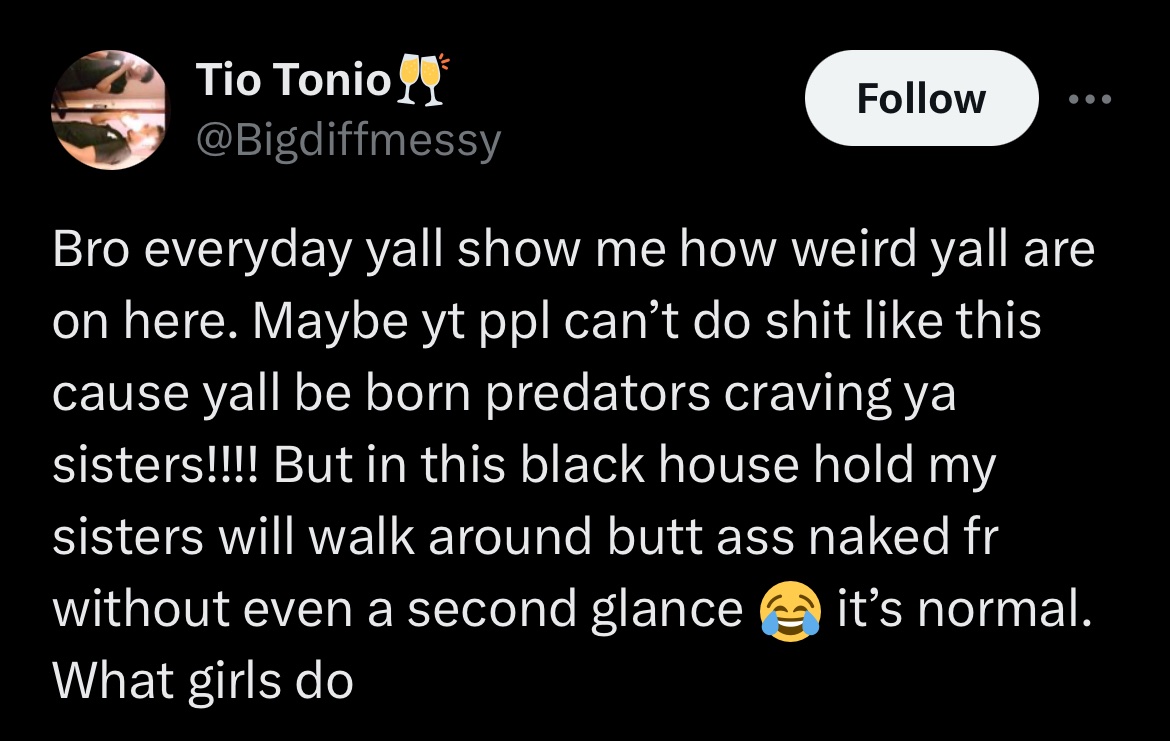 Tio Tonio🥂
@Bigdiffmessy
Follow
Bro everyday yall show me how weird yall are
on here. Maybe yt ppl can’t do shit like this
cause yall be born predators craving ya
sisters!!!! But in this black house hold my
sisters will walk around butt ass naked fr
without even a second glance 😂 it’s normal.
What girls do